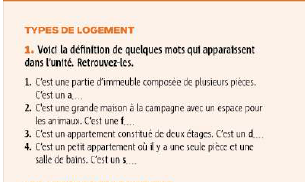 TYPES DE LOGEMENT
1. Voici la définition de quelques mots qui apparaissent
dans l'unité. Retrouvez-les.
1. C'est une partie d'immeuble composée de plusieurs pièces.
C'est un a....
2. C'est une grande maison à la campagne avec un espace pour
les animaux. C'est une f....
3. C'est un appartement constitué de deux étages. C'est un d....
4. C'est un petit appartement où il y a une seule pièce et une
salle de bains. C'est un s....